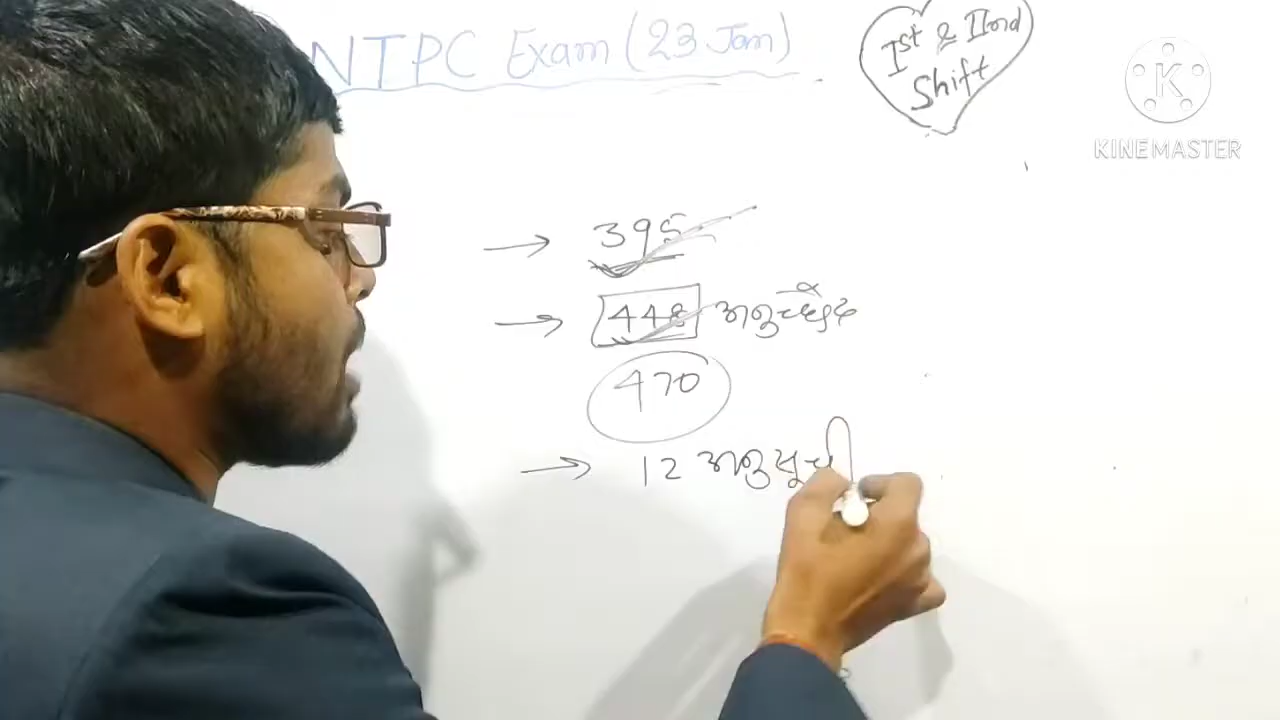 NTPC Exam (23 Jan)
Ist & IInd
Shift
KINEMASTER
→ 395
→ 448 अनुच्छेद
470
→ 12 अनुसूची